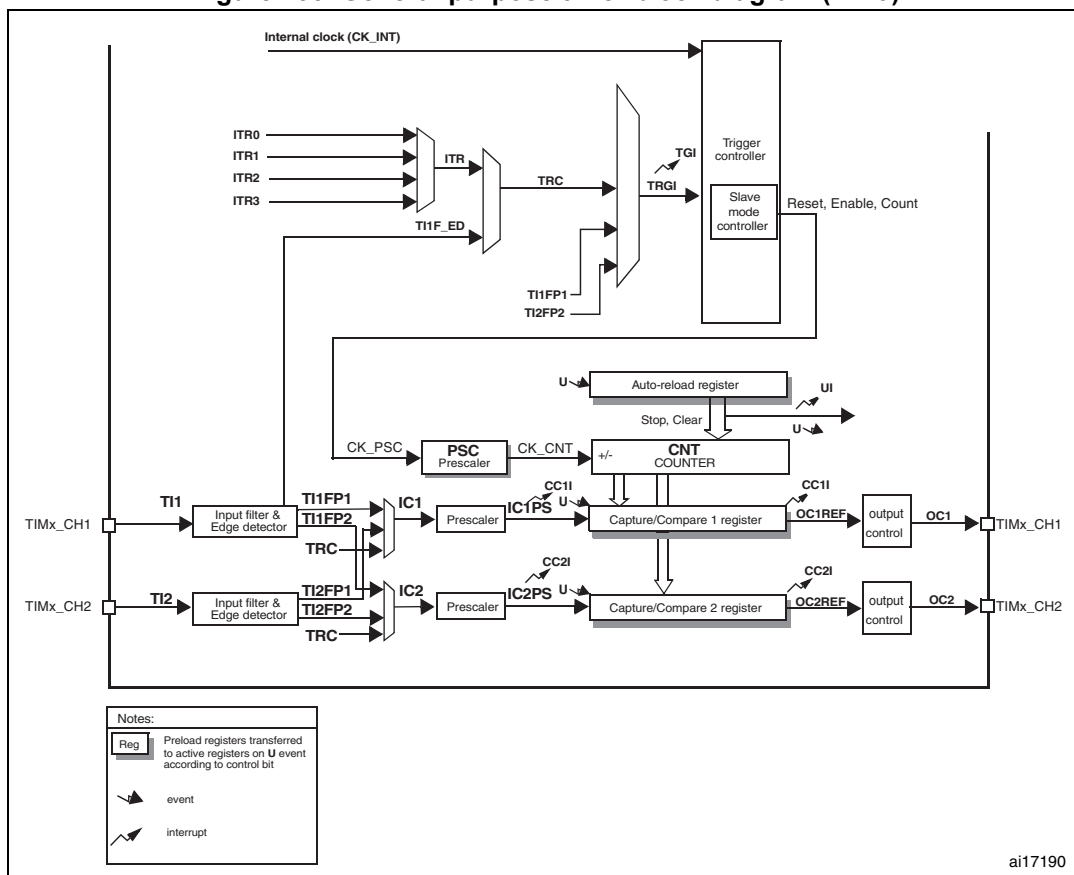 Internal clock (CK_INT)
ITR0
ITR1
ITR2
ITR3
ITR
TI1F_ED
TRC
TI1FP1
TI2FP2
TGI
TRGI
Trigger
controller
Slave
mode
controller
Reset, Enable, Count
U
Auto-reload register
UI
Stop, Clear
U
CK_PSC
PSC
Prescaler
CK_CNT
+/-
CNT
COUNTER
TIMx_CH1
TI1
Input filter &
Edge detector
TI1FP1
TI1FP2
TRC
IC1
Prescaler
CC1I
IC1PS
U
Capture/Compare 1 register
CC1I
OC1REF
output
control
OC1
TIMx_CH1
TIMx_CH2
TI2
Input filter &
Edge detector
TI2FP1
TI2FP2
TRC
IC2
Prescaler
CC2I
IC2PS
U
Capture/Compare 2 register
CC2I
OC2REF
output
control
OC2
TIMx_CH2
Notes:
Reg
Preload registers transferred
to active registers on U event
according to control bit
event
interrupt
ai17190